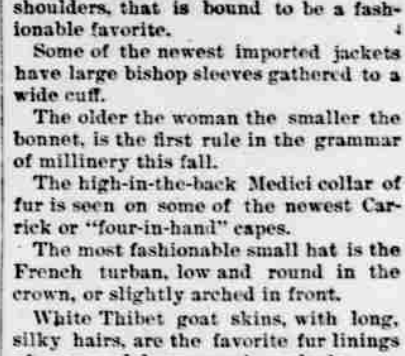 shoulders, that is bound to be a fash-
ionable favorite.
Some of the newest imported jackets
have large bishop sleeves gathered to a
wide cuff.
The older the woman the smaller the
bonnet, is the first rule in the grammar
of millinery this fall.
The high-in-the-back Medici collar of
fur is seen on some of the newest Car-
rick or "four-in-hand" capes.
The most fashionable small hat is the
French turban, low and round in the
crown, or slightly arched in front.
White Thibet goat skins, with long,
silky hairs, are the favorite fur linings